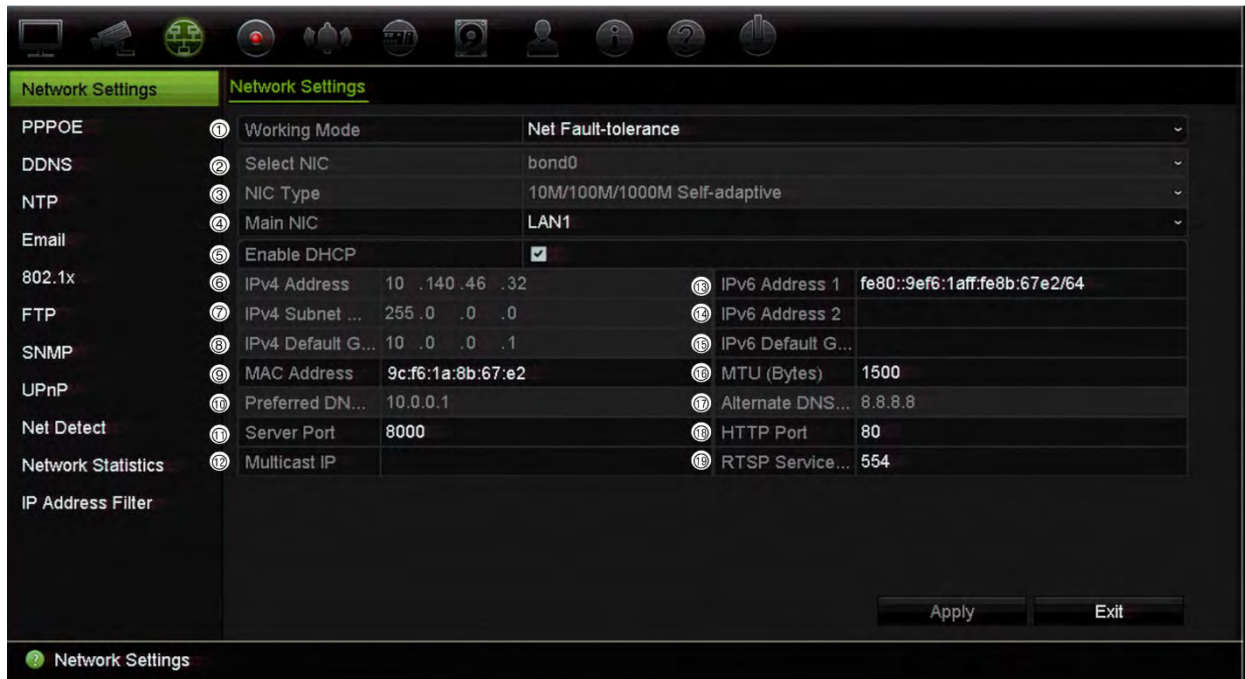 Network Settings
Network Settings
PPPOE
DDNS
NTP
Email
802.1x
FTP
SNMP
UPnP
Net Detect
Network Statistics
IP Address Filter
① Working Mode Net Fault-tolerance
② Select NIC bond0
③ NIC Type 10M/100M/1000M Self-adaptive
④ Main NIC LAN1
⑤ Enable DHCP
⑥ IPv4 Address 10 .140 .46 .32 ⑬ IPv6 Address 1 fe80::9ef6:1aff:fe8b:67e2/64
⑦ IPv4 Subnet ... 255 .0 .0 .0 ⑭ IPv6 Address 2
⑧ IPv4 Default G... 10 .0 .0 .1 ⑮ IPv6 Default G...
⑨ MAC Address 9c:f6:1a:8b:67:e2 ⑯ MTU (Bytes) 1500
⑩ Preferred DN... 10.0.0.1 ⑰ Alternate DNS... 8.8.8.8
⑪ Server Port 8000 ⑱ HTTP Port 80
⑫ Multicast IP ⑲ RTSP Service... 554
Apply Exit
Network Settings